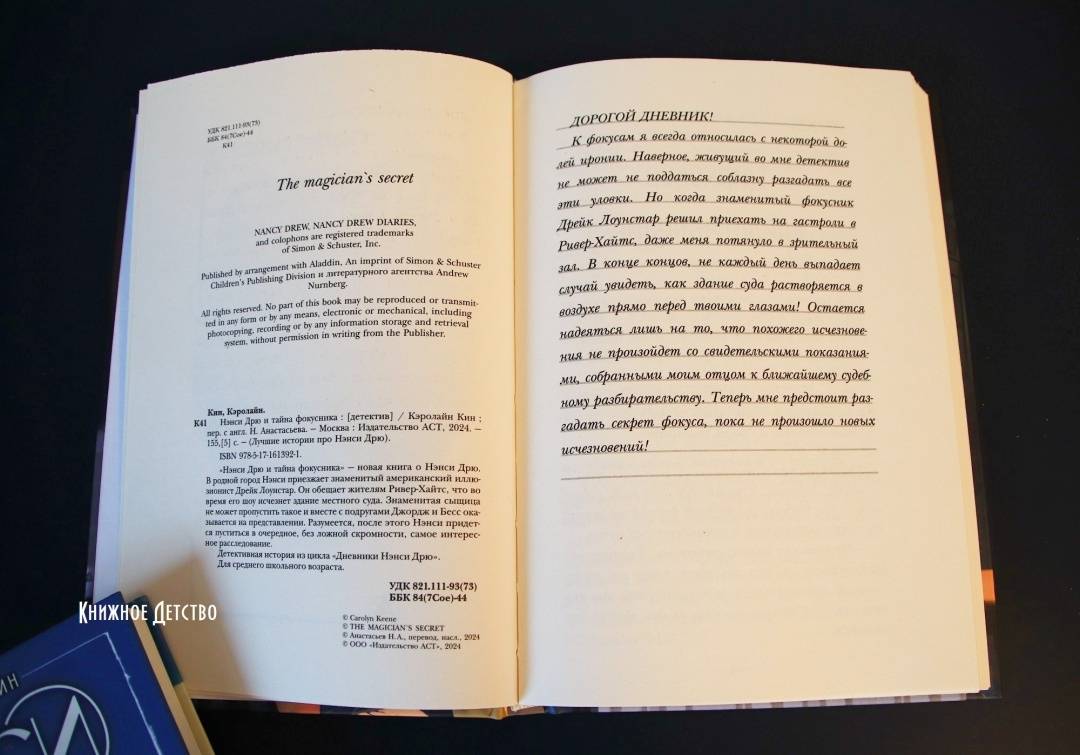 УДК 821.111-93(73)
ББК 84(7Сое)-44
К41
The magician`s secret
NANCY DREW, NANCY DREW DIARIES,
and colophons are registered trademarks
of Simon & Schuster, Inc.
Published by arrangement with Aladdin, An imprint of Simon & Schuster
Children's Publishing Division и литературного агентства Andrew
Nurnberg.
All rights reserved. No part of this book may be reproduced or transmit-
ted in any form or by any means, electronic or mechanical, including
photocopying, recording or by any information storage and retrieval
system, without permission in writing from the Publisher.
Кин, Кэролайн.
К41 Нэнси Дрю и тайна фокусника : [детектив] / Кэролайн Кин ;
пер. с англ. Н. Анастасьева. – Москва : Издательство АСТ, 2024. –
155,[5] с. – (Лучшие истории про Нэнси Дрю).
ISBN 978-5-17-161392-1.
«Нэнси Дрю и тайна фокусника» – новая книга о Нэнси Дрю.
В родной город Нэнси приезжает знаменитый американский иллю-
зионист Дрейк Лоунстар. Он обещает жителям Ривер-Хайтс, что во
время его шоу исчезнет здание местного суда. Знаменитая сыщица
не может пропустить такое и вместе с подругами Джордж и Бесс ока-
зывается на представлении. Разумеется, после этого Нэнси придет-
ся пуститься в очередное, без ложной скромности, самое интерес-
ное расследование.
Детективная история из цикла «Дневники Нэнси Дрю».
Для среднего школьного возраста.
УДК 821.111-93(73)
ББК 84(7Сое)-44
© Carolyn Keene
© THE MAGICIAN'S SECRET
© Анастасьев Н.А., перевод, насл., 2024
© ООО «Издательство АСТ», 2024
ДОРОГОЙ ДНЕВНИК!
К фокусам я всегда относилась с некоторой до-
лей иронии. Наверное, живущий во мне детектив
не может не поддаться соблазну разгадать все
эти уловки. Но когда знаменитый фокусник
Дрейк Лоунстар решил приехать на гастроли в
Ривер-Хайтс, даже меня потянуло в зрительный
зал. В конце концов, не каждый день выпадает
случай увидеть, как здание суда растворяется в
воздухе прямо перед твоими глазами! Остается
надеяться лишь на то, что похожего исчезнове-
ния не произойдет со свидетельскими показания-
ми, собранными моим отцом к ближайшему судеб-
ному разбирательству. Теперь мне предстоит раз-
гадать секрет фокуса, пока не произошло новых
исчезновений!
Книжное Детство